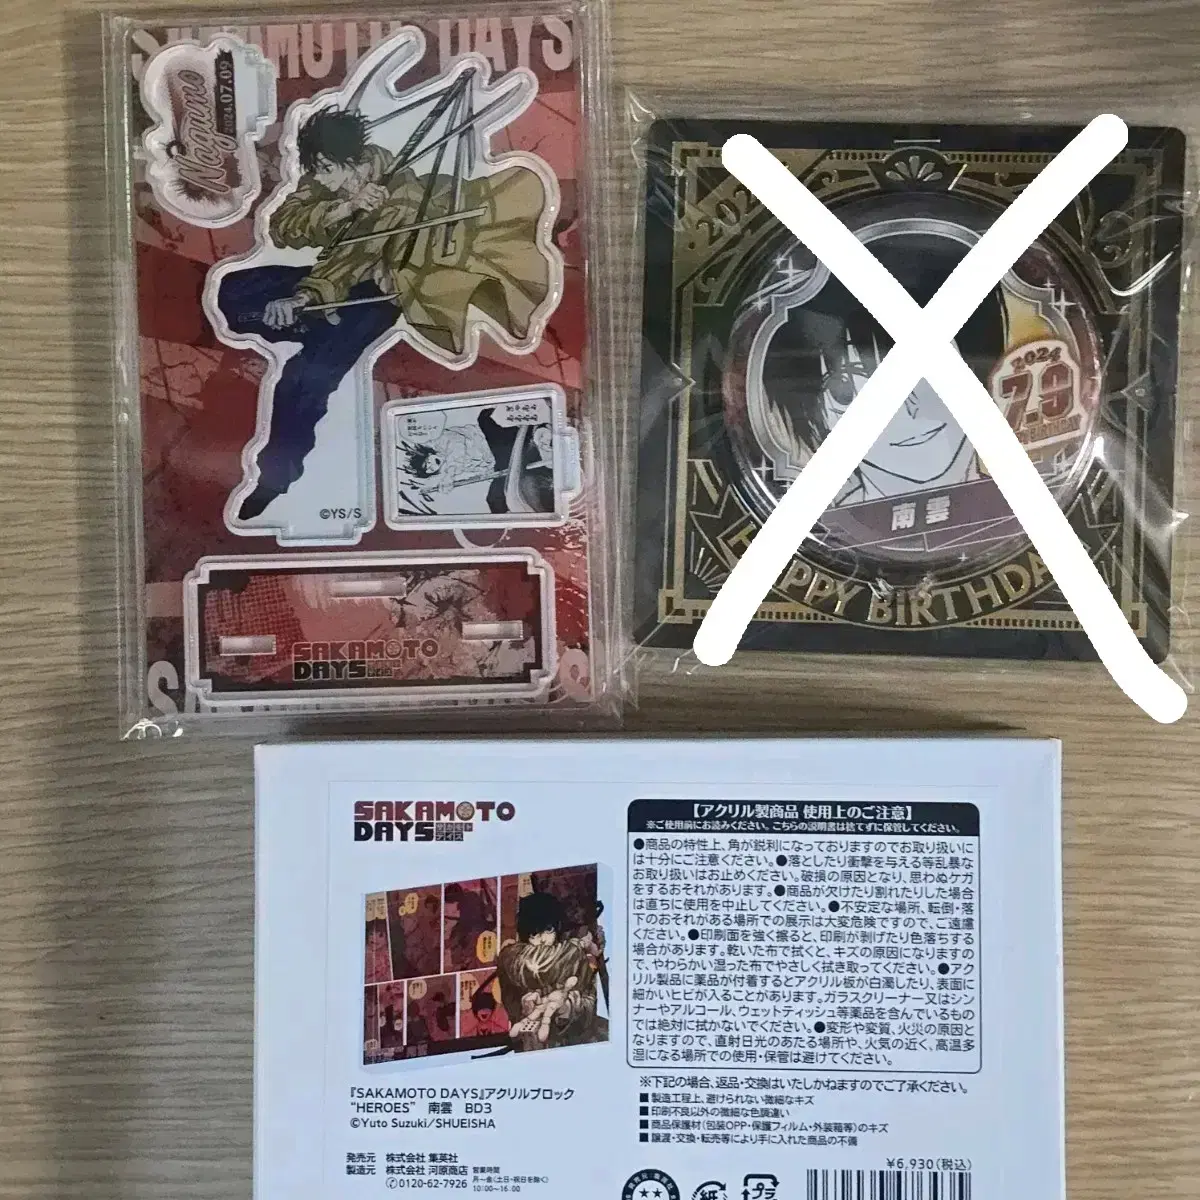 SAKAMOTO DAYS
Nagumo
2024.07.09
©YS/S
SAKAMOTO
DAYS
2024
7.9
南雲
HAPPY BIRTHDAY
SAKAMOTO
DAYS サカモト
デイズ
『SAKAMOTO DAYS』アクリルブロック
“HEROES” 南雲 BD3
©Yuto Suzuki/SHUEISHA
発売元 株式会社 集英社
製造元 株式会社 河原商店
✆0120-62-7926
営業時間
月〜金(土・日・祝日を除く)
10:00〜16:00
【アクリル製商品 使用上のご注意】
※ご使用前にお読みください。こちらの説明書は捨てずに保管してください。
●商品の特性上、角が鋭利になっておりますのでお取り扱いに
は十分にご注意ください。●落としたり衝撃を与える等乱暴な
お取り扱いはお止めください。破損の原因となり、思わぬケガ
をするおそれがあります。●商品が欠けたり割れたりした場合
は直ちに使用を中止してください。●不安定な場所、転倒・落
下のおそれがある場所での展示は大変危険ですので、ご遠慮
ください。●印刷面を強く擦ると、印刷が剥げたり色落ちする
場合があります。乾いた布で拭くと、キズの原因になりますの
で、やわらかい湿った布でやさしく拭き取ってください。●アク
リル製品に薬品が付着するとアクリル板が白濁したり、表面に
細かいヒビが入ることがあります。ガラスクリーナー又はシン
ナーやアルコール、ウェットティッシュ等薬品を含んでいるもの
では絶対に拭かないでください。●変形や変質、火災の原因と
なりますので、直射日光のあたる場所や、火気の近く、高温多
湿になる場所での使用・保管は避けてください。
※下記の場合、返品・交換はいたしかねますのでご了承ください。
■製造工程上、避けられない微細なキズ
■印刷不良以外の微細な色調違い
■商品保護材(包装OPP・保護フィルム・外装箱等)のキズ
■譲渡・交換・転売等により手に入れた商品の不備
¥6,930(税込)
紙
プラ